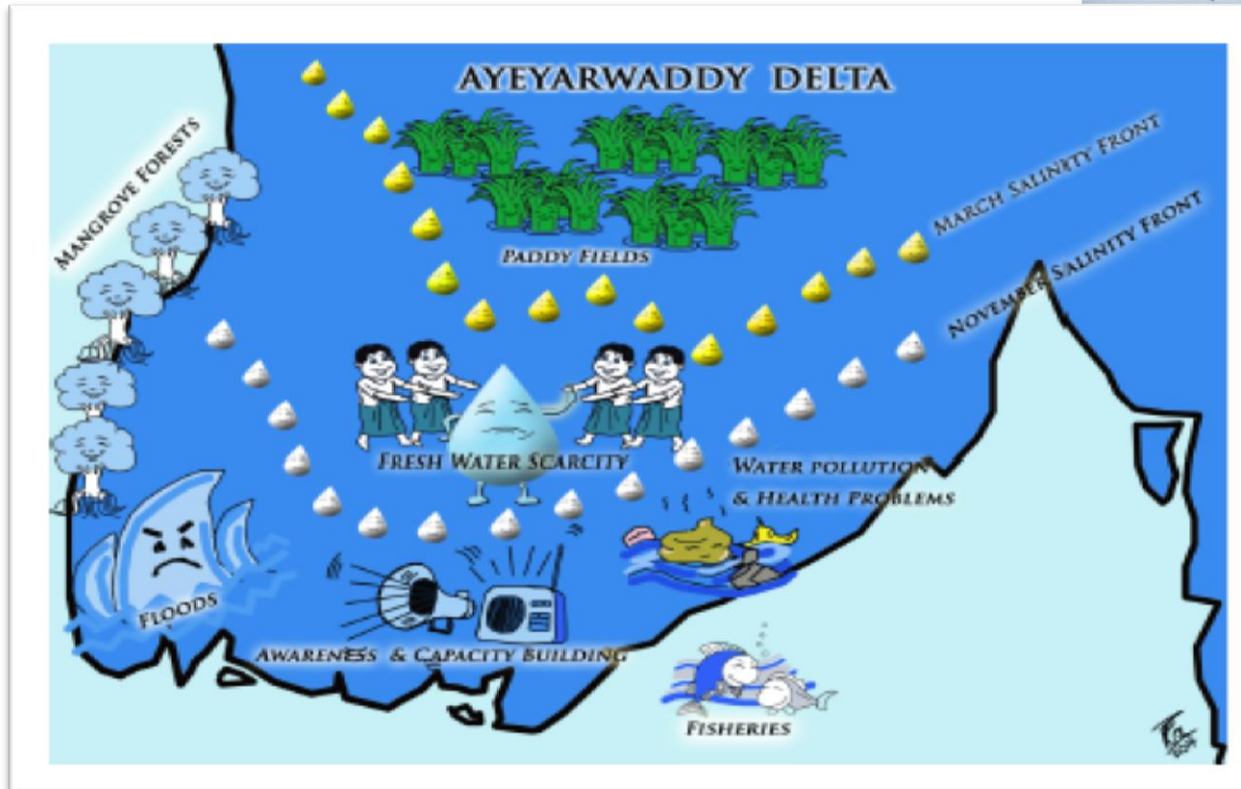 AYEYARWADDY DELTA
MANGROVE FORESTS
PADDY FIELDS
MARCH SALINITY FRONT
NOVEMBER SALINITY FRONT
FRESH WATER SCARCITY
WATER POLLUTION
& HEALTH PROBLEMS
FLOODS
AWARENESS & CAPACITY BUILDING
FISHERIES